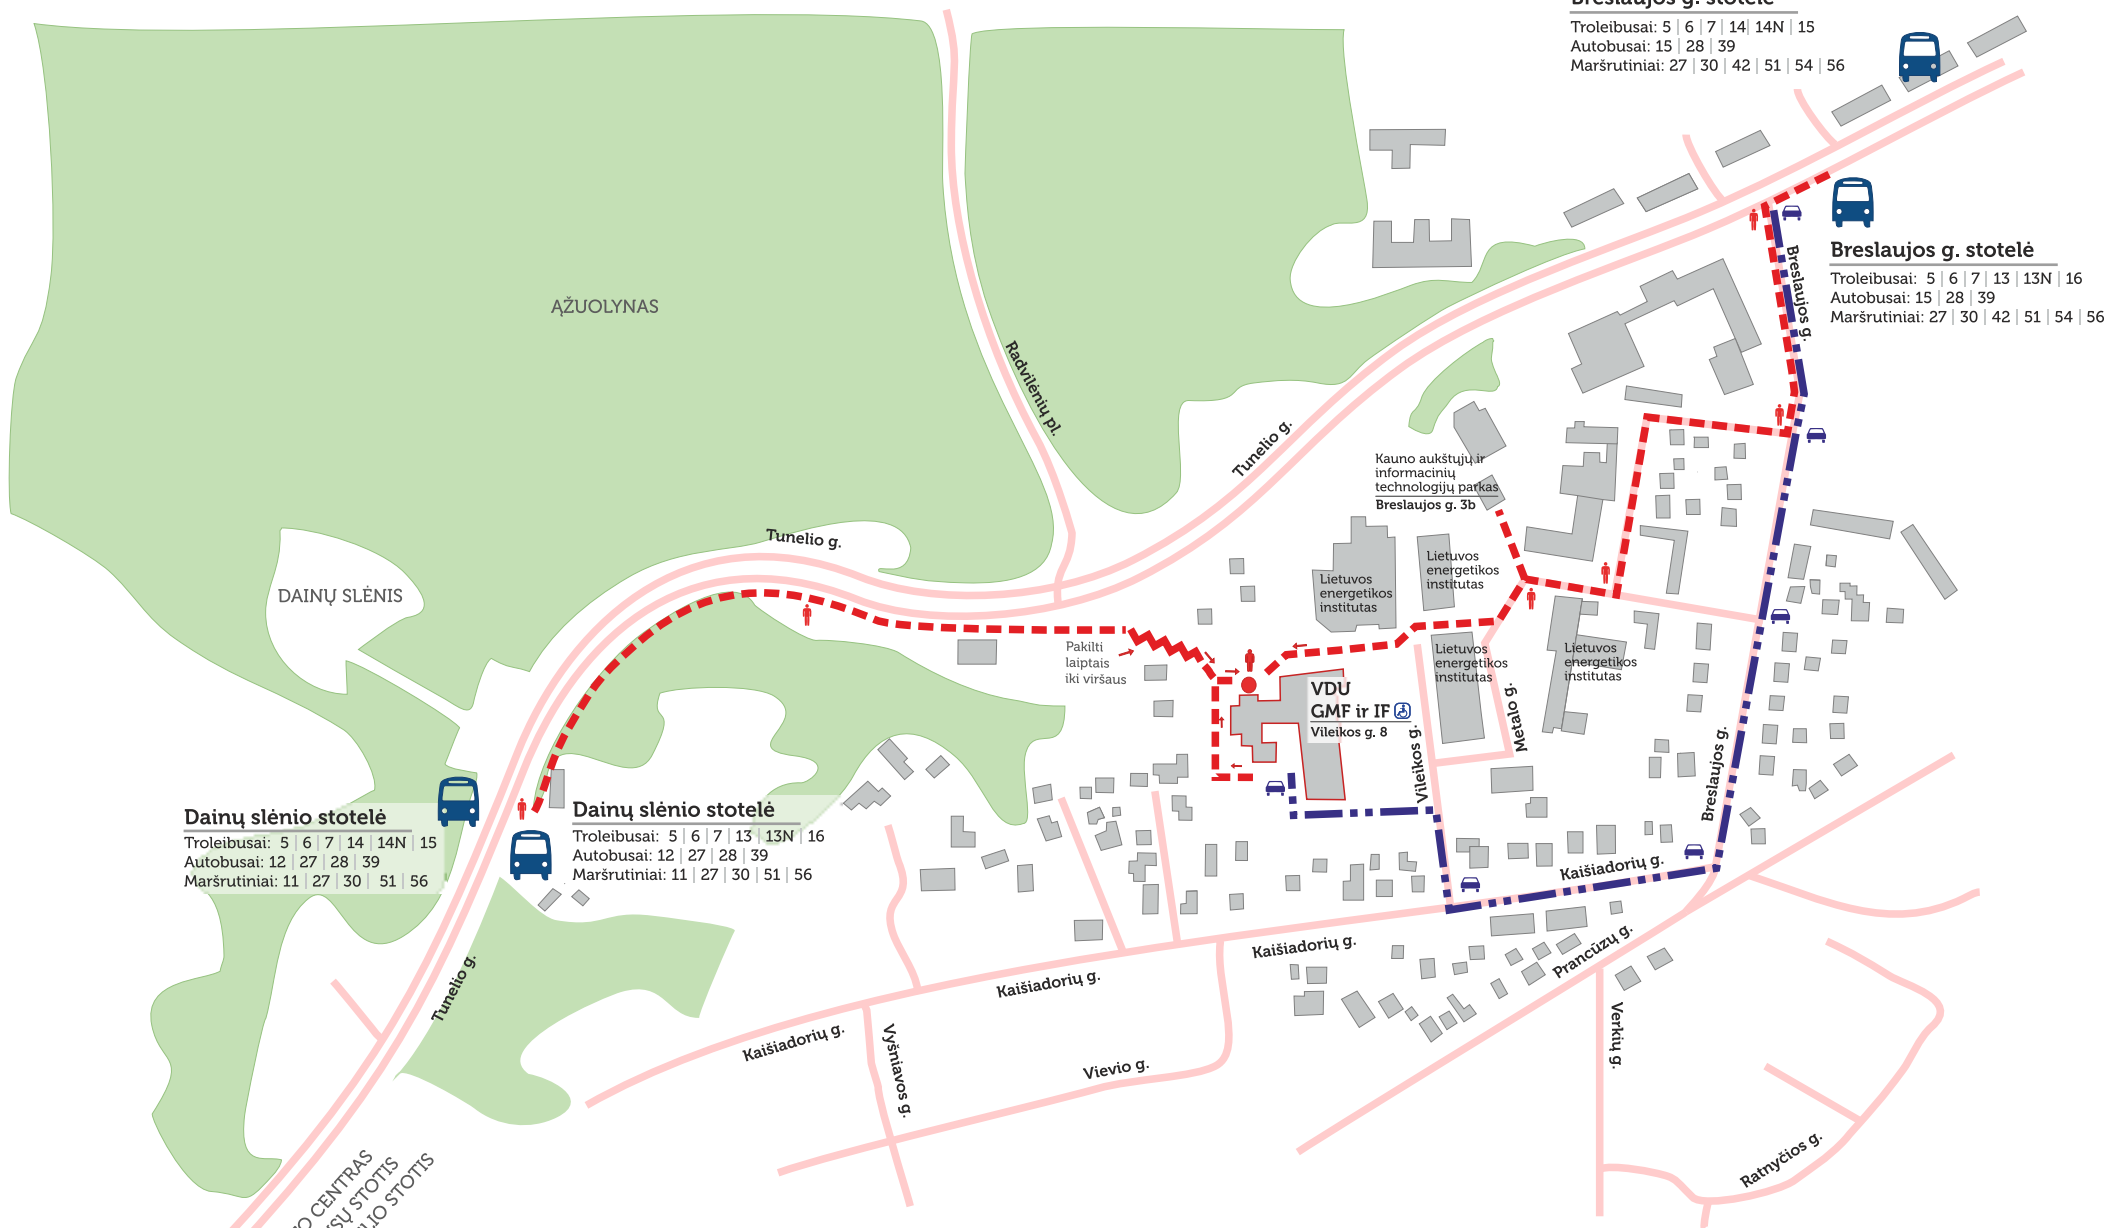 Breslaujos g. stotelė
Troleibusai: 5 | 6 | 7 | 14 | 14N | 15
Autobusai: 15 | 28 | 39
Maršrutiniai: 27 | 30 | 42 | 51 | 54 | 56
Breslaujos g. stotelė
Troleibusai: 5 | 6 | 7 | 13 | 13N | 16
Autobusai: 15 | 28 | 39
Maršrutiniai: 27 | 30 | 42 | 51 | 54 | 56
Breslaujos g.
ĄŽUOLYNAS
Radvilėnių pl.
Tunelio g.
Kauno aukštųjų ir
informacinių
technologijų parkas
Breslaujos g. 3b
Tunelio g.
DAINŲ SLĖNIS
Lietuvos
energetikos
institutas
Lietuvos
energetikos
institutas
Pakilti
laiptais
iki viršaus
Lietuvos
energetikos
institutas
Lietuvos
energetikos
institutas
VDU
GMF ir IF
Vileikos g. 8
Vileikos g.
Metalo g.
Breslaujos g.
Dainų slėnio stotelė
Troleibusai: 5 | 6 | 7 | 14 | 14N | 15
Autobusai: 12 | 27 | 28 | 39
Maršrutiniai: 11 | 27 | 30 | 51 | 56
Dainų slėnio stotelė
Troleibusai: 5 | 6 | 7 | 13 | 13N | 16
Autobusai: 12 | 27 | 28 | 39
Maršrutiniai: 11 | 27 | 30 | 51 | 56
Kaišiadorių g.
Prancūzų g.
Kaišiadorių g.
Kaišiadorių g.
Tunelio g.
Kaišiadorių g.
Vyšniavos g.
Vievio g.
Verkių g.
Ratnyčios g.
CENTRAS
STOTIS
STOTIS